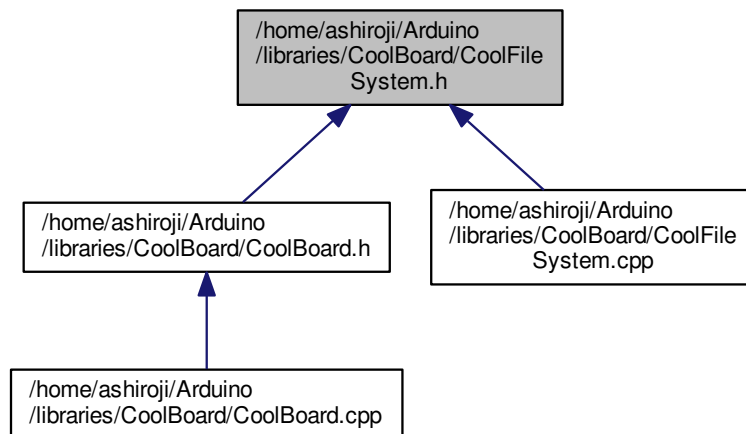 /home/ashiroji/Arduino
/libraries/CoolBoard/CoolFile
System.h
/home/ashiroji/Arduino
/libraries/CoolBoard/CoolBoard.h
/home/ashiroji/Arduino
/libraries/CoolBoard/CoolFile
System.cpp
/home/ashiroji/Arduino
/libraries/CoolBoard/CoolBoard.cpp